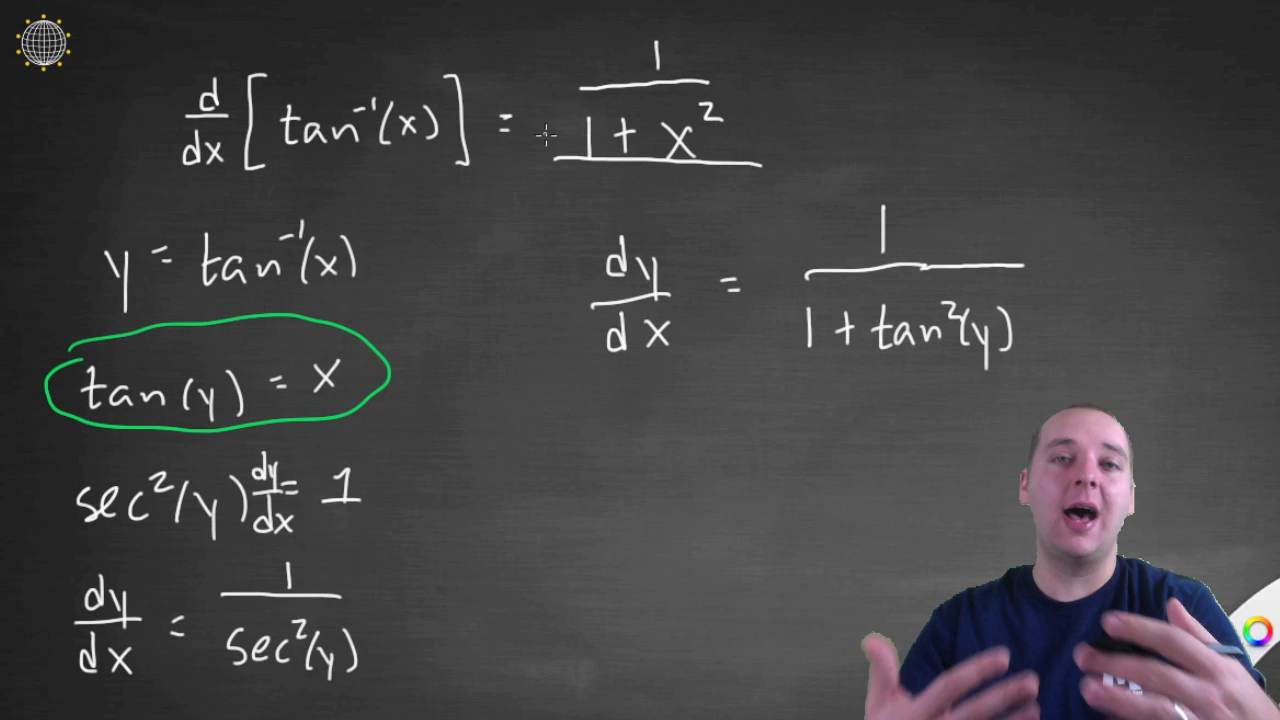 d/dx [tan⁻¹(x)] = 1/(1 + x²)
y = tan⁻¹(x)
tan(y) = x
sec²(y) dy/dx = 1
dy/dx = 1/sec²(y)
dy/dx = 1/(1 + tan²(y))